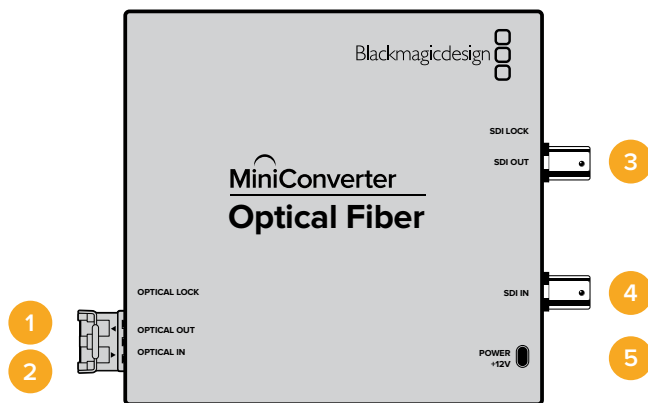 Blackmagicdesign
SDI LOCK
SDI OUT
3
MiniConverter
Optical Fiber
OPTICAL LOCK
SDI IN
4
1
OPTICAL OUT
2
OPTICAL IN
POWER
+12V
5